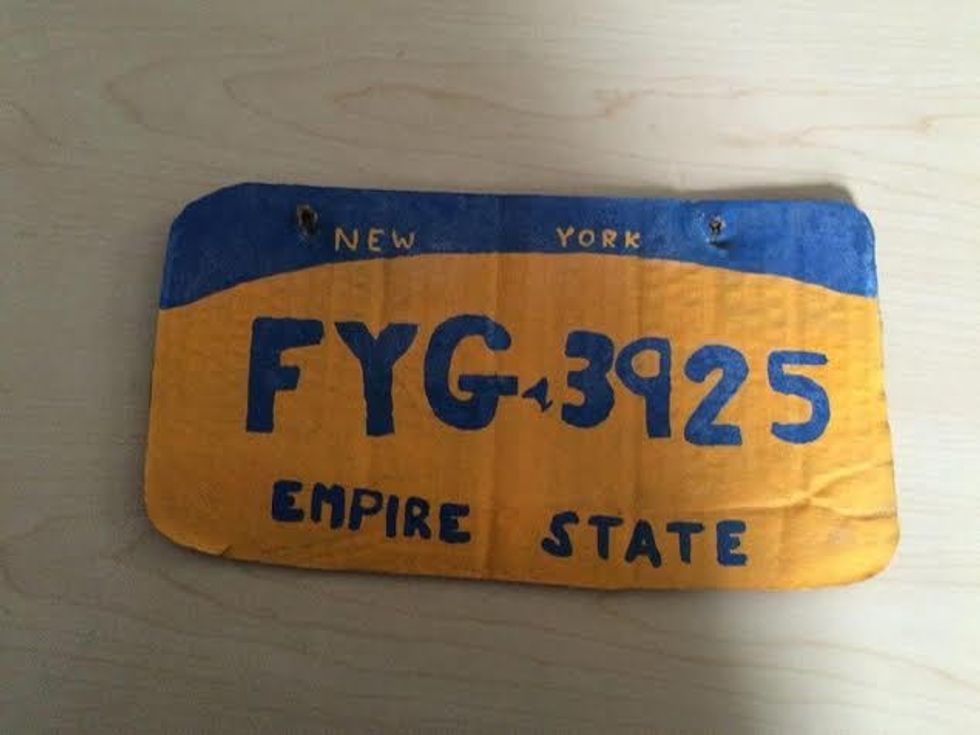 NEW YORK
FYG-3925
EMPIRE STATE